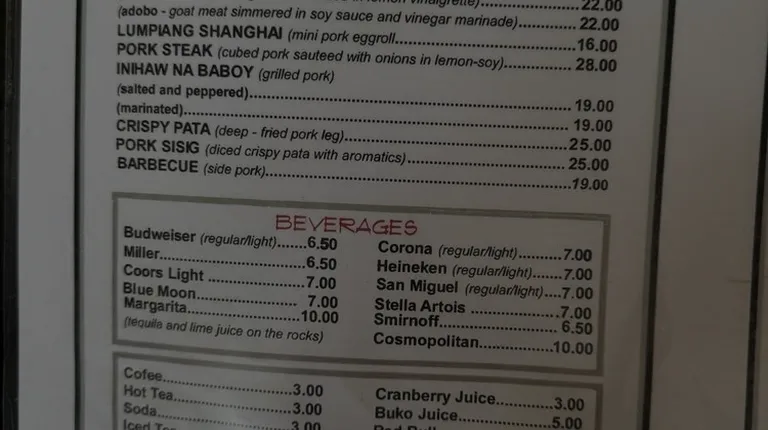 (adobo - goat meat simmered in soy sauce and vinegar marinade)............... 22.00
22.00
LUMPIANG SHANGHAI (mini pork eggroll....................................... 16.00
PORK STEAK (cubed pork sauteed with onions in lemon-soy)................ 28.00
INIHAW NA BABOY (grilled pork)
(salted and peppered)................................................................ 19.00
(marinated)............................................................................. 19.00
CRISPY PATA (deep - fried pork leg)............................................25.00
PORK SISIG (diced crispy pata with aromatics)................................ 25.00
BARBECUE (side pork)...............................................................19.00
BEVERAGES
Budweiser (regular/light).......6.50
Miller...................................6.50
Coors Light ........................7.00
Blue Moon........................ 7.00
Margarita..........................10.00
(tequila and lime juice on the rocks)
Corona (regular/light)..........7.00
Heineken (regular/light)......7.00
San Miguel (regular/light)....7.00
Stella Artois .....................7.00
Smirnoff............................ 6.50
Cosmopolitan.................10.00
Cofee...............................3.00
Hot Tea............................3.00
Soda................................3.00
Iced
Cranberry Juice.............3.00
Buko Juice......................5.00